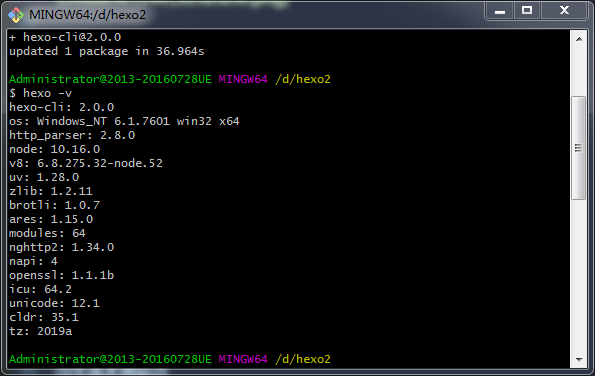 MINGW64:/d/hexo2
+ hexo-cli@2.0.0
updated 1 package in 36.964s
Administrator@2013-20160728UE MINGW64 /d/hexo2
$ hexo -v
hexo-cli: 2.0.0
os: Windows_NT 6.1.7601 win32 x64
http_parser: 2.8.0
node: 10.16.0
v8: 6.8.275.32-node.52
uv: 1.28.0
zlib: 1.2.11
brotli: 1.0.7
ares: 1.15.0
modules: 64
nghttp2: 1.34.0
napi: 4
openssl: 1.1.1b
icu: 64.2
unicode: 12.1
cldr: 35.1
tz: 2019a
Administrator@2013-20160728UE MINGW64 /d/hexo2